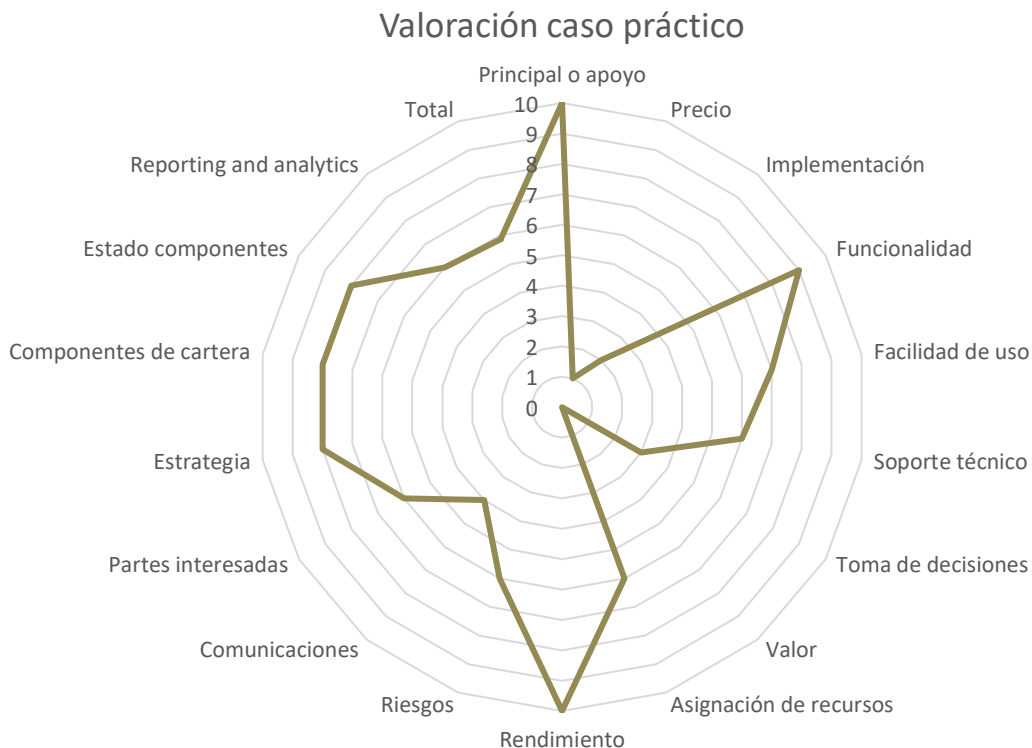 Valoración caso práctico
Principal o apoyo
Precio
Implementación
Funcionalidad
Facilidad de uso
Soporte técnico
Toma de decisiones
Valor
Asignación de recursos
Rendimiento
Riesgos
Comunicaciones
Partes interesadas
Estrategia
Componentes de cartera
Estado componentes
Reporting and analytics
Total
10
9
8
7
6
5
4
3
2
1
0